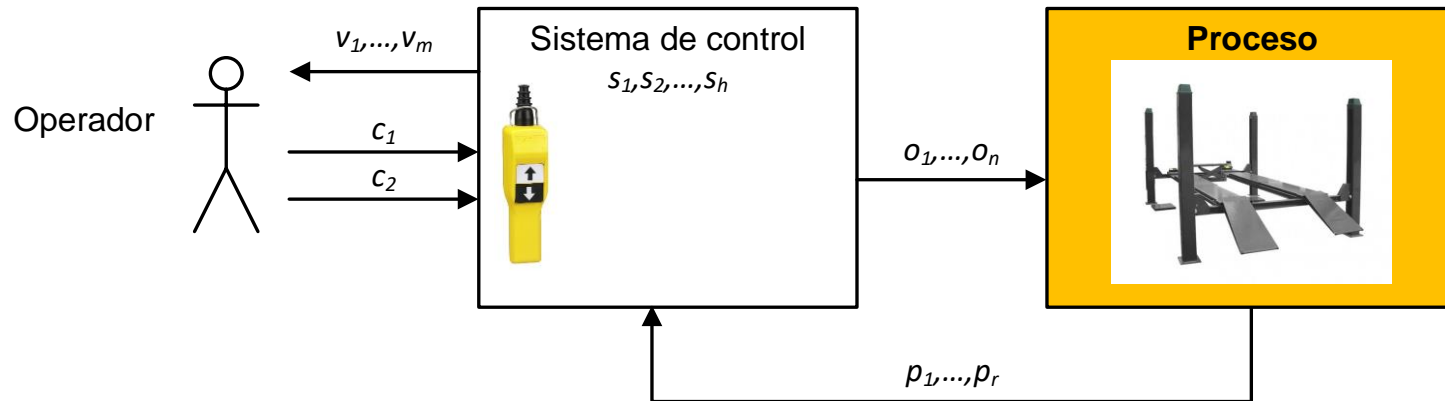 v1,...,vm
Operador
c1
c2
Sistema de control
s1,s2,...,sh
o1,...,on
Proceso
p1,...,pr